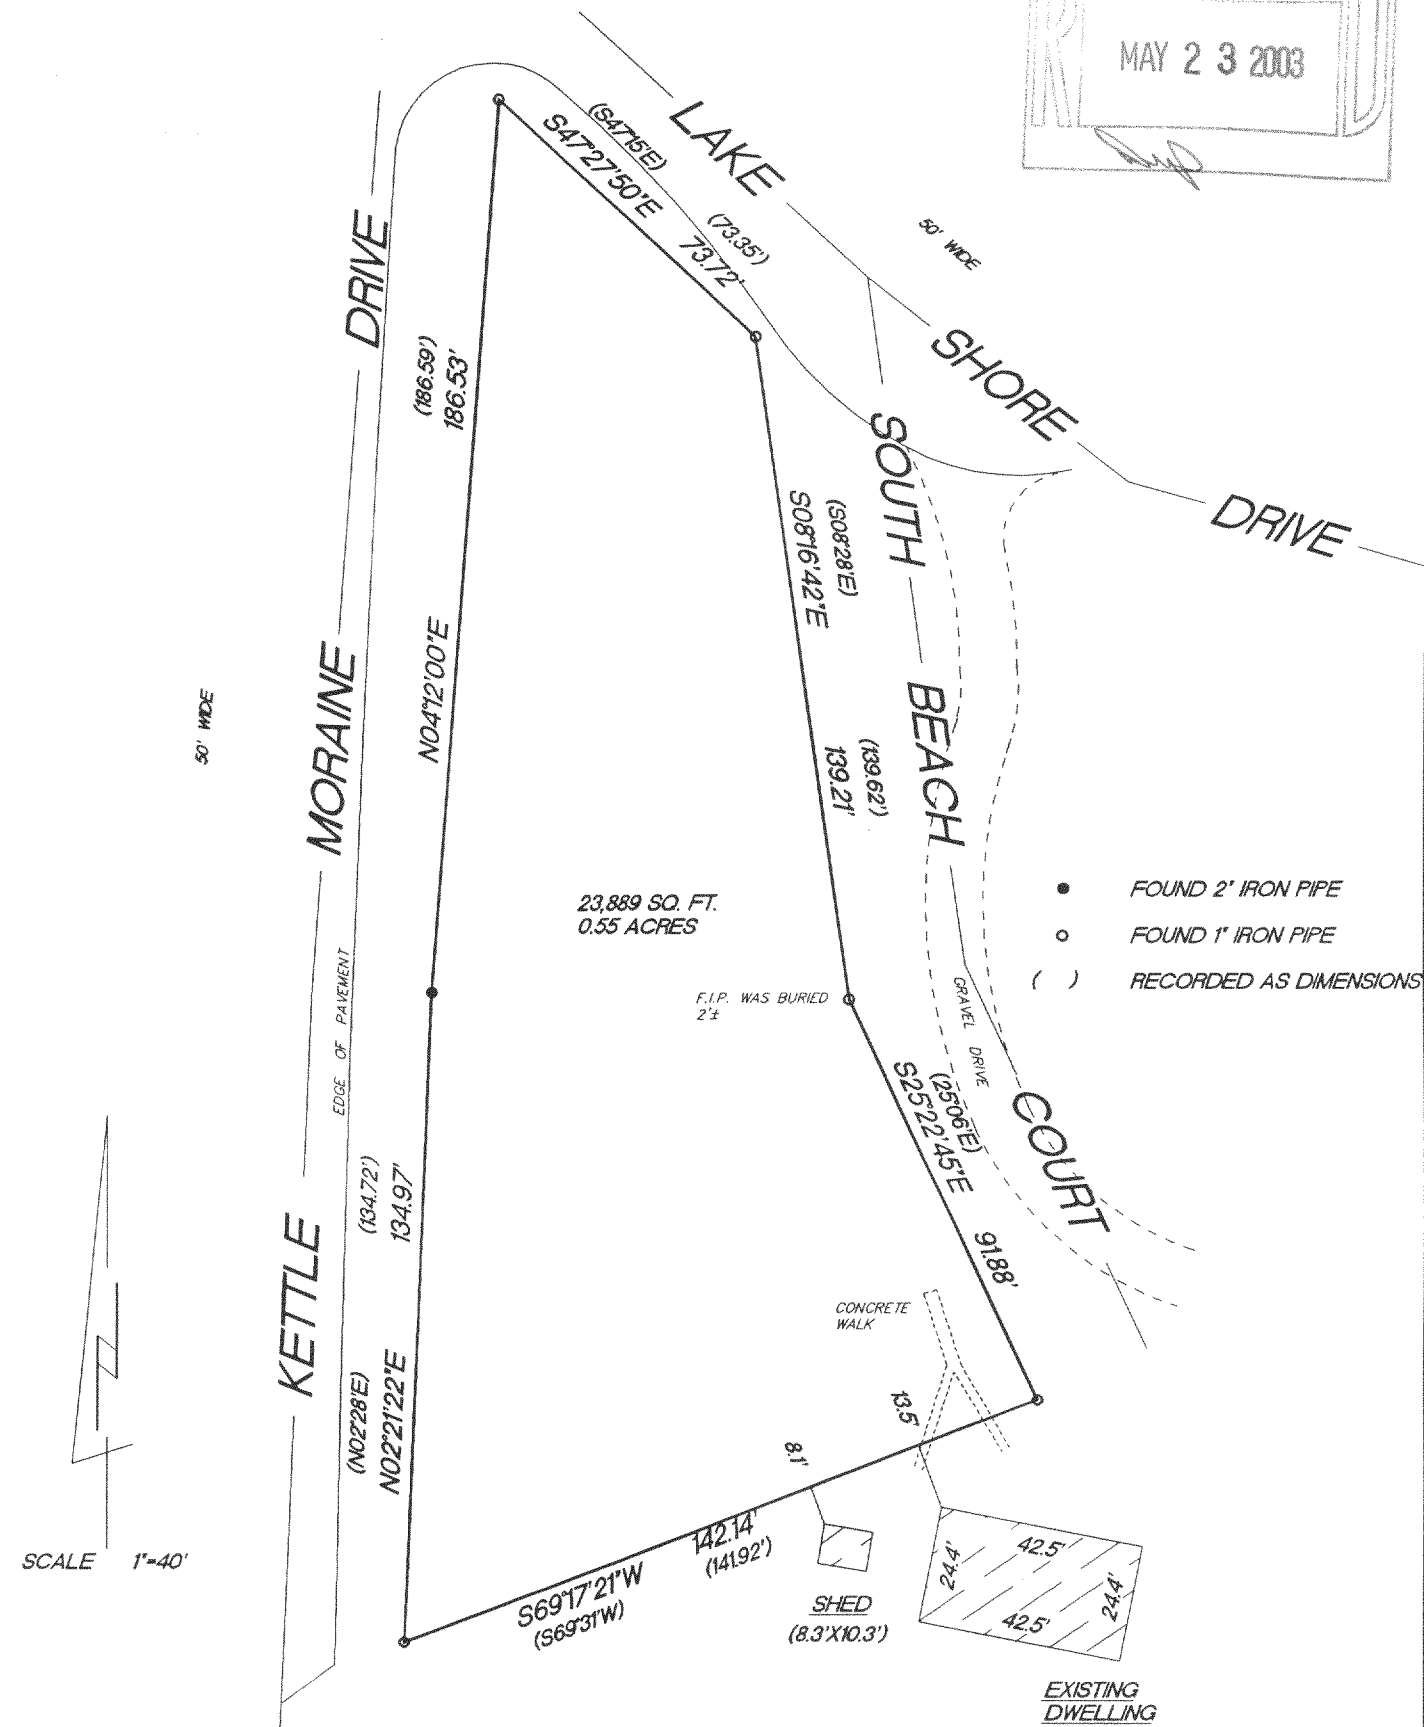 MAY 2 3 2003
LAKE SHORE DRIVE
50' WIDE
(S47°15'E)
S47°27'50"E
(73.35')
73.72'
KETTLE MORAINE DRIVE
50' WIDE
EDGE OF PAVEMENT
(186.59')
186.53'
N04°12'00"E
SOUTH BEACH COURT
(S08°28'E)
S08°16'42"E
(139.62')
139.21'
23,889 SQ. FT.
0.55 ACRES
● FOUND 2" IRON PIPE
○ FOUND 1" IRON PIPE
( ) RECORDED AS DIMENSIONS
F.I.P. WAS BURIED
2'±
GRAVEL DRIVE
(25°06'E)
S25°22'45"E
91.88'
(134.72')
134.97'
(N02°28'E)
N02°21'22"E
CONCRETE
WALK
13.5'
8.1'
142.14'
(141.92')
S69°17'21"W
(S69°31'W)
SCALE 1"=40'
SHED
(8.3'X10.3')
42.5'
24.4'
24.4'
42.5'
EXISTING
DWELLING